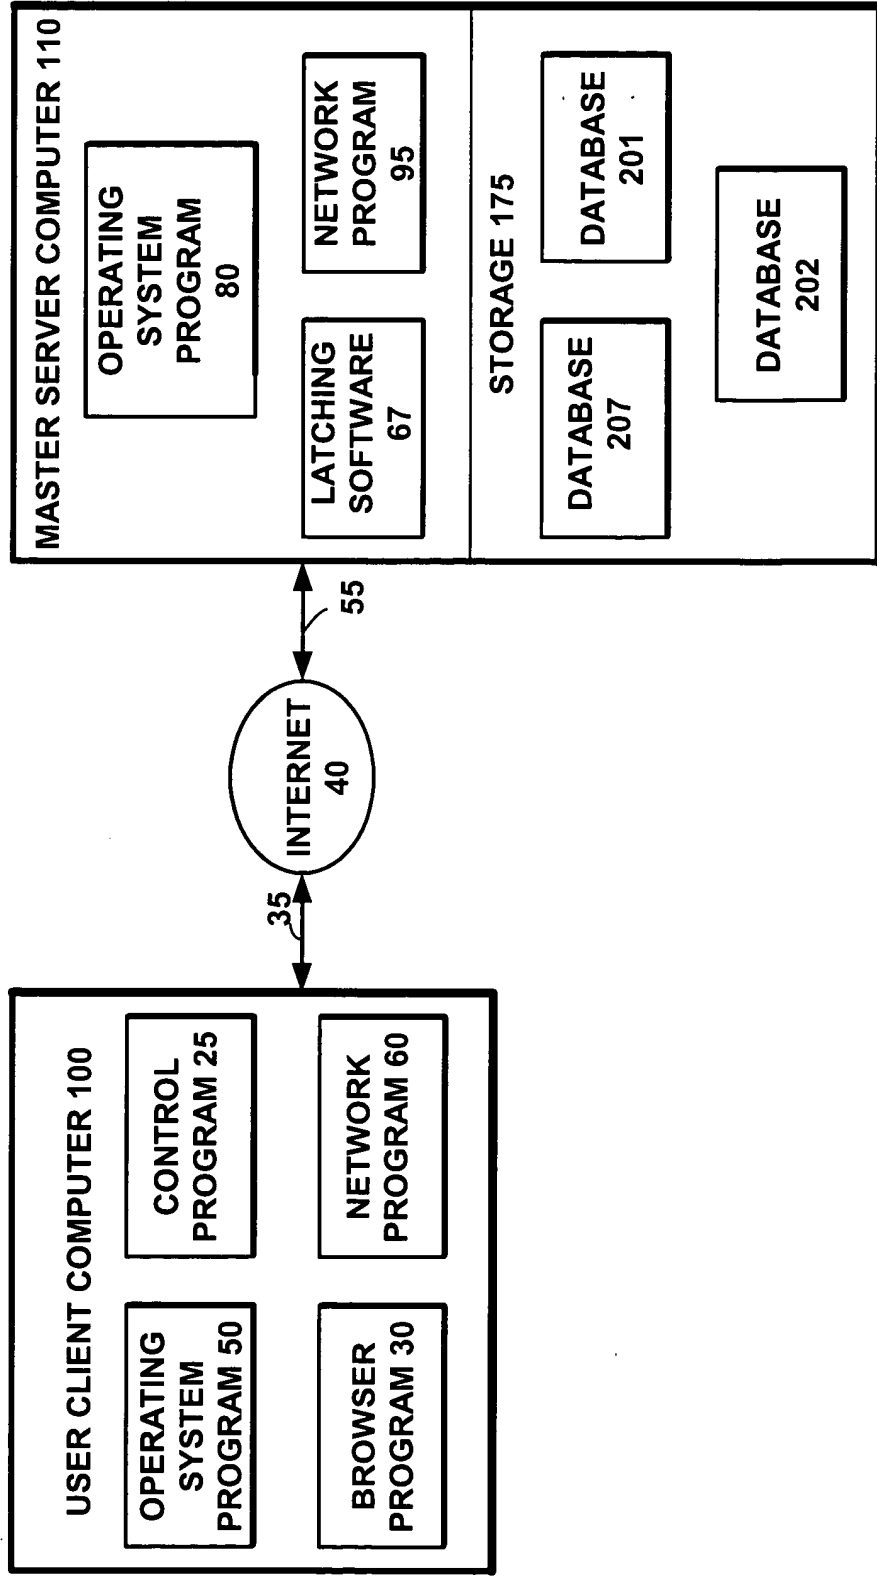 USER CLIENT COMPUTER 100
OPERATING
SYSTEM
PROGRAM 50
CONTROL
PROGRAM 25
BROWSER
PROGRAM 30
NETWORK
PROGRAM 60
35
INTERNET
40
55
MASTER SERVER COMPUTER 110
OPERATING
SYSTEM
PROGRAM
80
LATCHING
SOFTWARE
67
NETWORK
PROGRAM
95
STORAGE 175
DATABASE
207
DATABASE
201
DATABASE
202